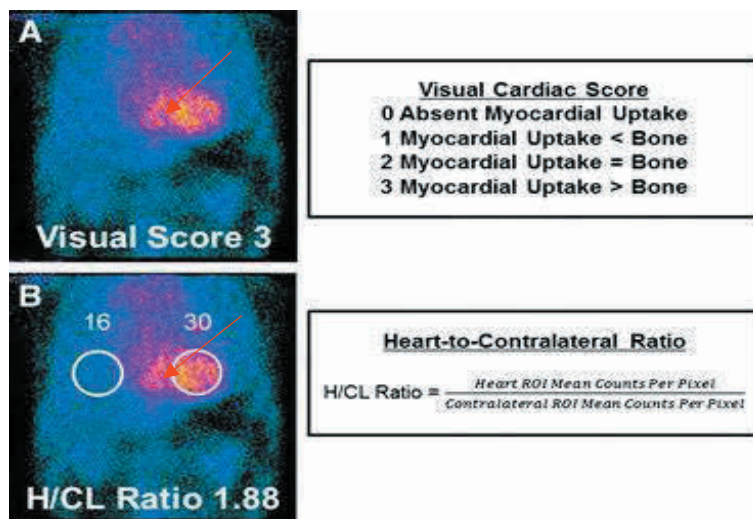 A
Visual Score 3
Visual Cardiac Score
0 Absent Myocardial Uptake
1 Myocardial Uptake < Bone
2 Myocardial Uptake = Bone
3 Myocardial Uptake > Bone
B
16 30
H/CL Ratio 1.88
Heart-to-Contralateral Ratio
H/CL Ratio = Heart ROI Mean Counts Per Pixel
Contralateral ROI Mean Counts Per Pixel